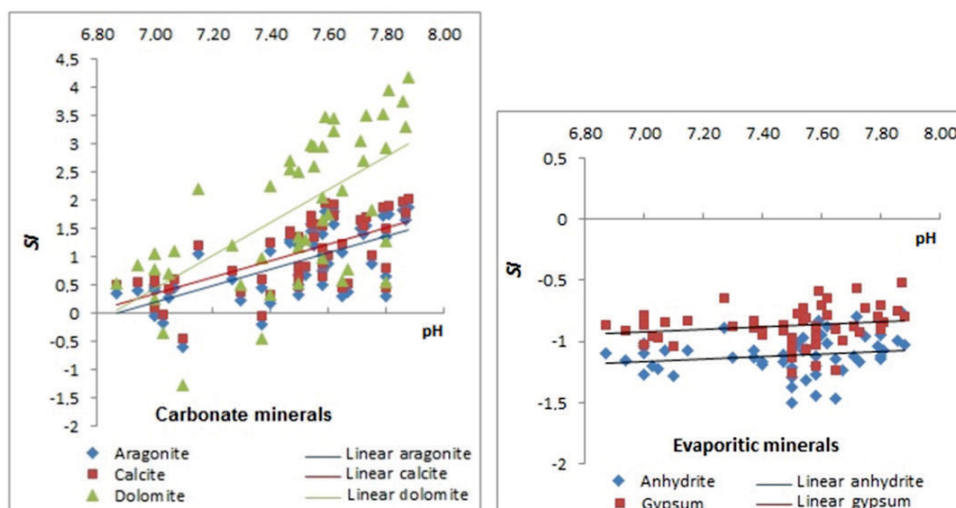 6.80 7.00 7.20 7.40 7.60 7.80 8.00
4.5
4
3.5
3
2.5
2
1.5
1
0.5
0
-0.5
-1
-1.5
-2
SI
pH
Carbonate minerals
Aragonite Linear aragonite
Calcite Linear calcite
Dolomite Linear dolomite
6.80 7.00 7.20 7.40 7.60 7.80 8.00
0.5
0
-0.5
-1
-1.5
-2
SI
pH
Evaporitic minerals
Anhydrite Linear anhydrite
Gypsum Linear gypsum